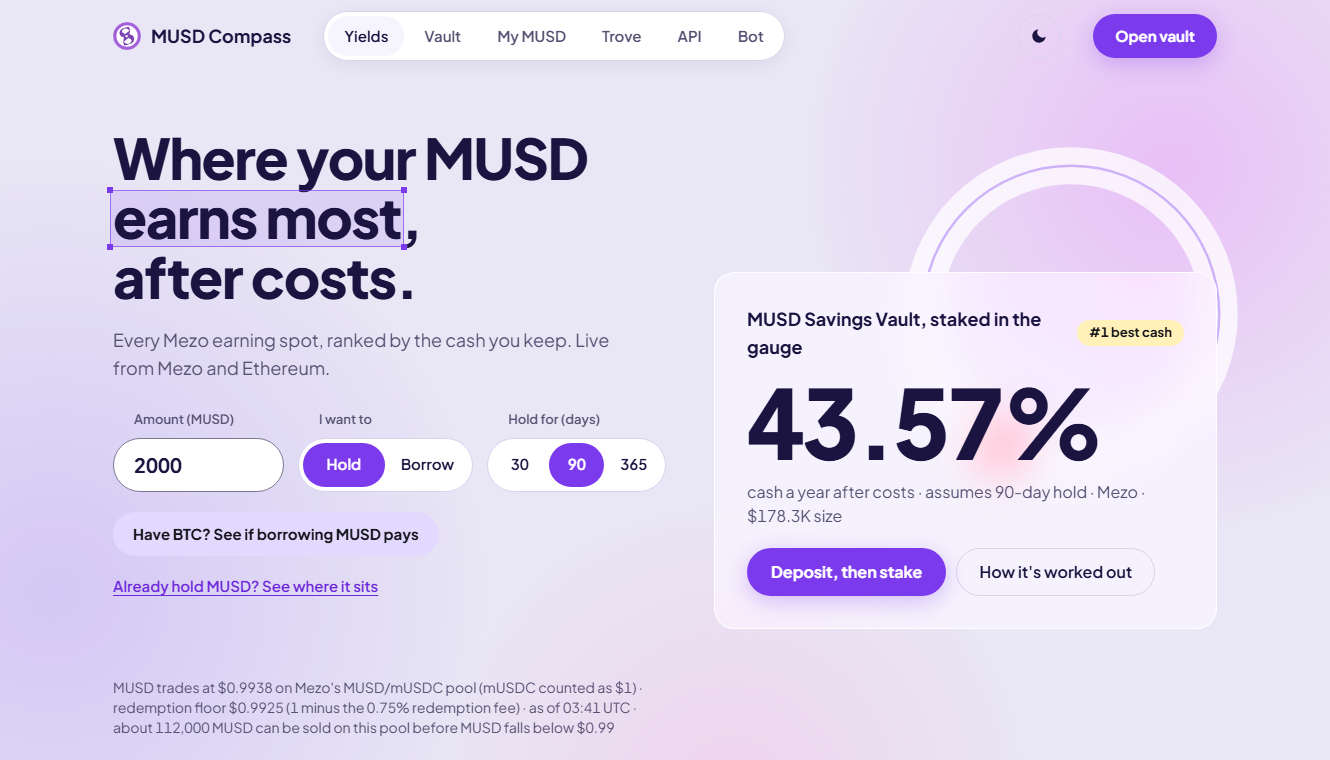 MUSD Compass
Yields
Vault
My MUSD
Trove
API
Bot
Open vault
Where your MUSD
earns most,
after costs.
Every Mezo earning spot, ranked by the cash you keep. Live
from Mezo and Ethereum.
Amount (MUSD)
I want to
Hold for (days)
2000
Hold
Borrow
30
90
365
Have BTC? See if borrowing MUSD pays
Already hold MUSD? See where it sits
MUSD Savings Vault, staked in the
gauge
#1 best cash
43.57%
cash a year after costs · assumes 90-day hold · Mezo ·
$178.3K size
Deposit, then stake
How it's worked out
MUSD trades at $0.9938 on Mezo's MUSD/mUSDC pool (mUSDC counted as $1) ·
redemption floor $0.9925 (1 minus the 0.75% redemption fee) · as of 03:41 UTC ·
about 112,000 MUSD can be sold on this pool before MUSD falls below $0.99